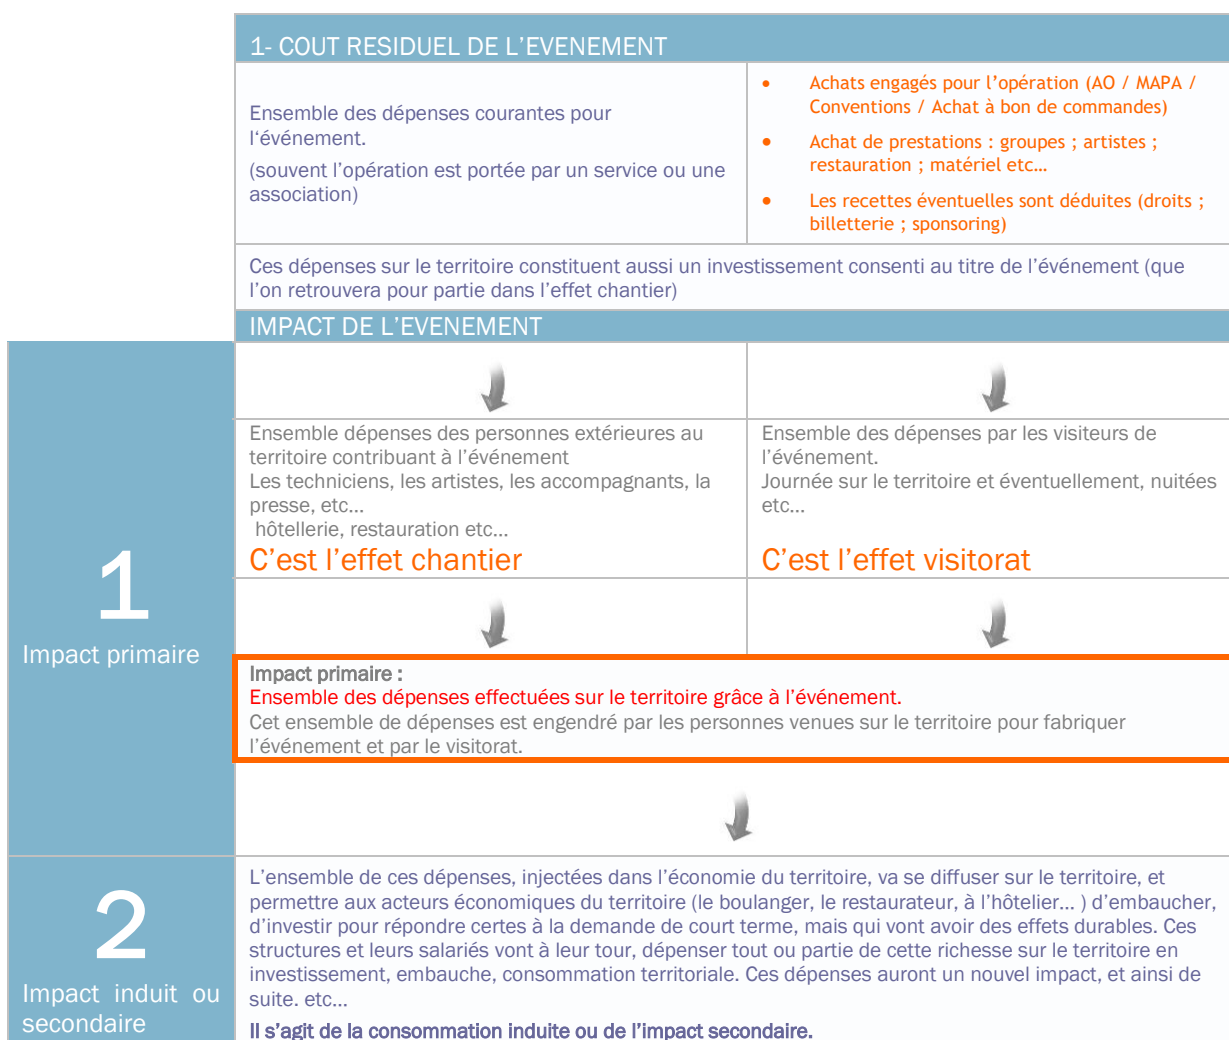 1- COUT RESIDUEL DE L’EVENEMENT
Ensemble des dépenses courantes pour
l‘événement.
(souvent l’opération est portée par un service ou une
association)
• Achats engagés pour l’opération (AO / MAPA /
Conventions / Achat à bon de commandes)
• Achat de prestations : groupes ; artistes ;
restauration ; matériel etc…
• Les recettes éventuelles sont déduites (droits ;
billetterie ; sponsoring)
Ces dépenses sur le territoire constituent aussi un investissement consenti au titre de l’événement (que
l’on retrouvera pour partie dans l’effet chantier)
IMPACT DE L’EVENEMENT
1
Impact primaire
Ensemble dépenses des personnes extérieures au
territoire contribuant à l’événement
Les techniciens, les artistes, les accompagnants, la
presse, etc…
hôtellerie, restauration etc…
C’est l’effet chantier
Ensemble des dépenses par les visiteurs de
l’événement.
Journée sur le territoire et éventuellement, nuitées
etc…
C’est l’effet visitorat
Impact primaire :
Ensemble des dépenses effectuées sur le territoire grâce à l’événement.
Cet ensemble de dépenses est engendré par les personnes venues sur le territoire pour fabriquer
l’événement et par le visitorat.
2
Impact induit ou
secondaire
L’ensemble de ces dépenses, injectées dans l’économie du territoire, va se diffuser sur le territoire, et
permettre aux acteurs économiques du territoire (le boulanger, le restaurateur, à l’hôtelier… ) d’embaucher,
d’investir pour répondre certes à la demande de court terme, mais qui vont avoir des effets durables. Ces
structures et leurs salariés vont à leur tour, dépenser tout ou partie de cette richesse sur le territoire en
investissement, embauche, consommation territoriale. Ces dépenses auront un nouvel impact, et ainsi de
suite. etc…
Il s’agit de la consommation induite ou de l’impact secondaire.